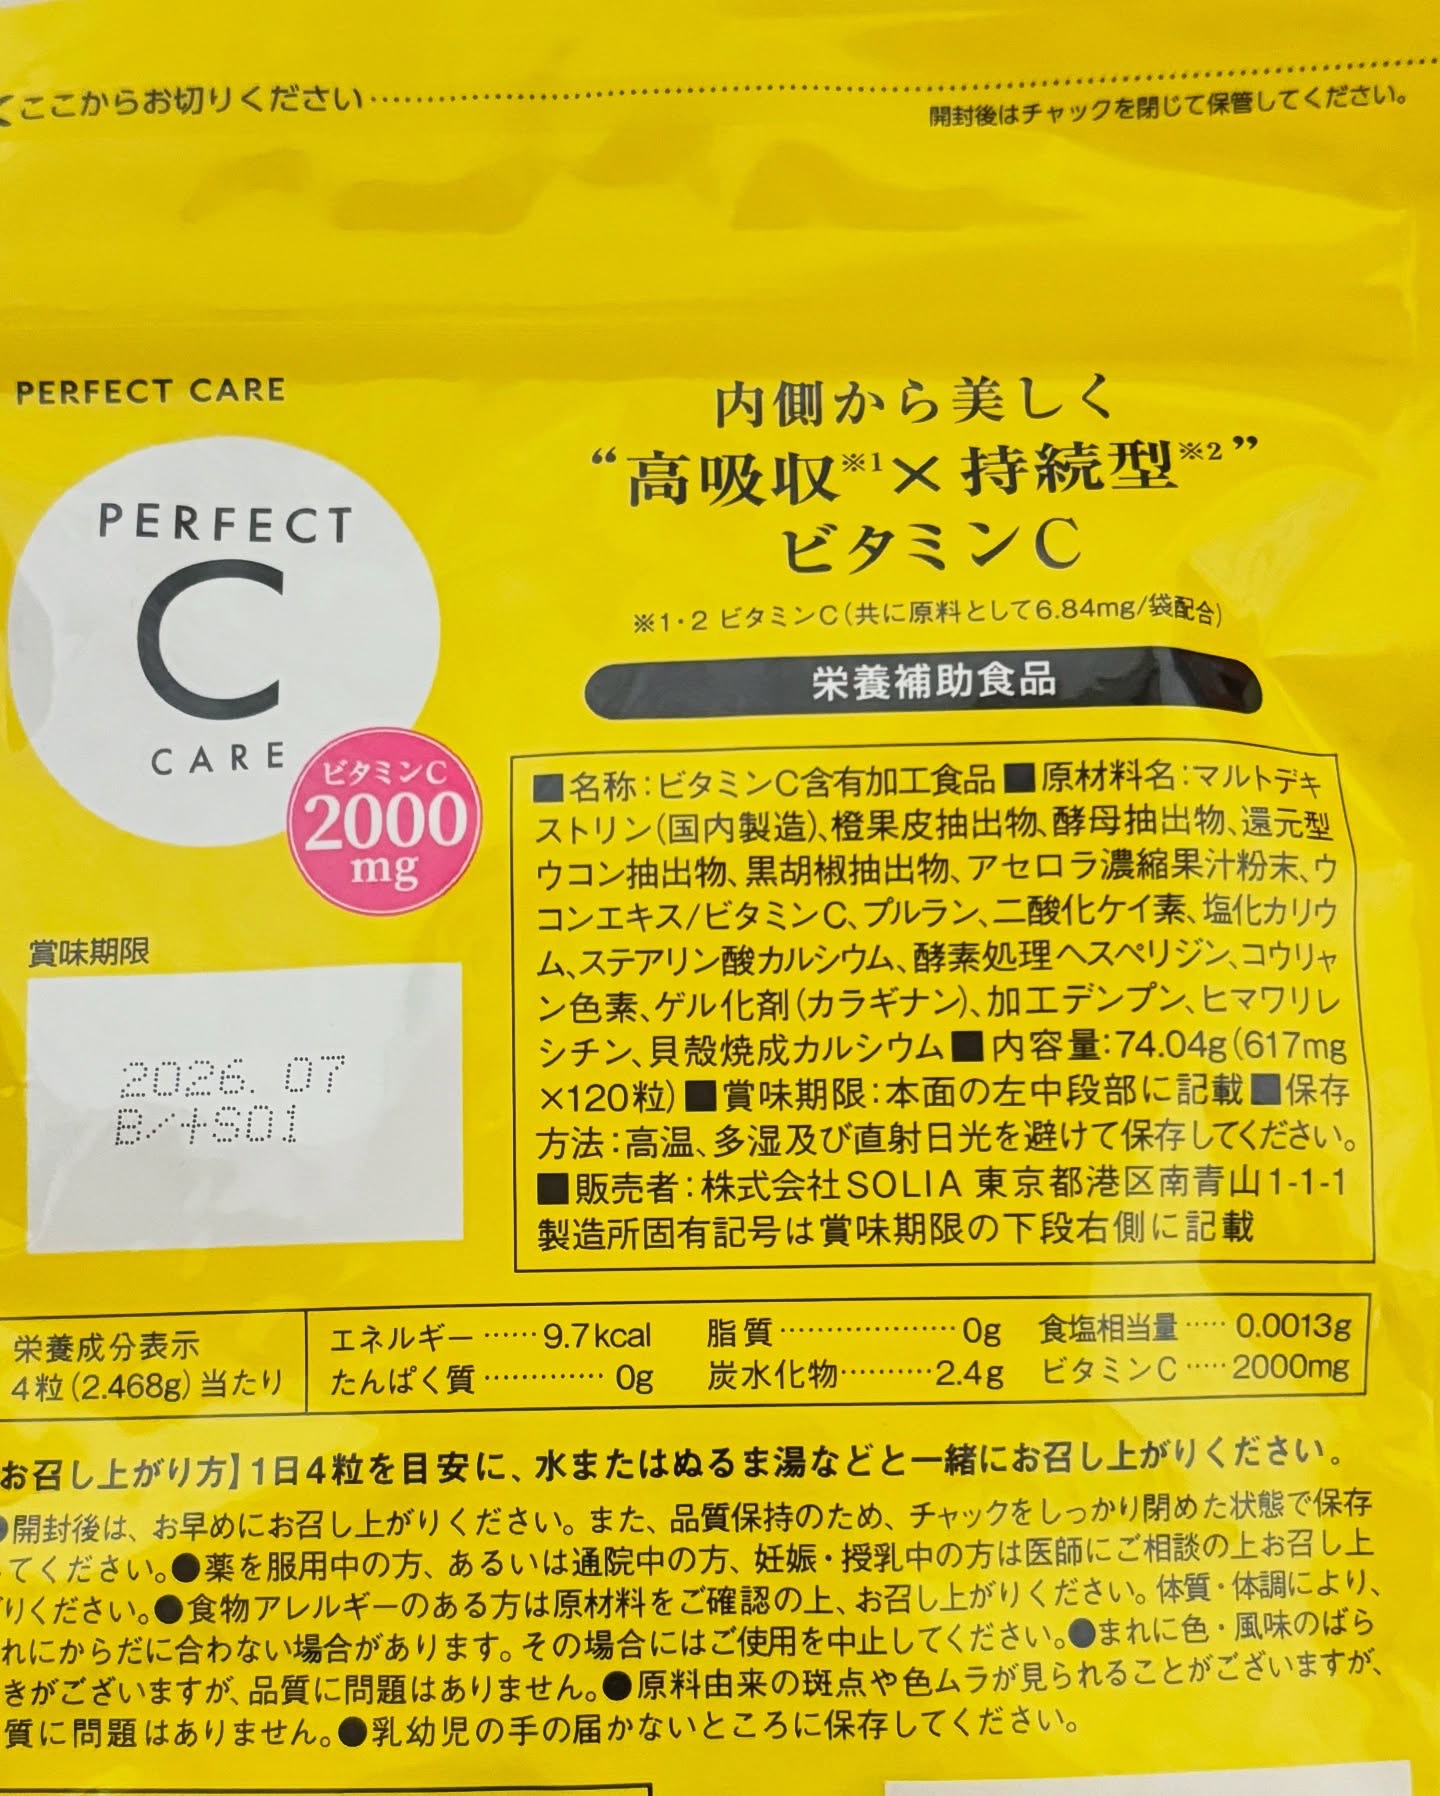 ここからお切りください
開封後はチャックを閉じて保管してください。
PERFECT CARE
PERFECT
C
CARE
ビタミンC
2000
mg
内側から美しく
“高吸収※1×持続型※2”
ビタミンC
※1・2 ビタミンC(共に原料として6.84mg/袋配合)
栄養補助食品
賞味期限
2026.07
B/+S01
■名称:ビタミンC含有加工食品■原材料名:マルトデキ
ストリン(国内製造)、橙果皮抽出物、酵母抽出物、還元型
ウコン抽出物、黒胡椒抽出物、アセロラ濃縮果汁粉末、ウ
コンエキス/ビタミンC、プルラン、二酸化ケイ素、塩化カリウ
ム、ステアリン酸カルシウム、酵素処理ヘスペリジン、コウリャ
ン色素、ゲル化剤(カラギナン)、加工デンプン、ヒマワリレ
シチン、貝殻焼成カルシウム■内容量:74.04g(617mg
×120粒)■賞味期限:本面の左中段部に記載■保存
方法:高温、多湿及び直射日光を避けて保存してください。
■販売者:株式会社SOLIA 東京都港区南青山1-1-1
製造所固有記号は賞味期限の下段右側に記載
栄養成分表示
4粒(2.468g)当たり
エネルギー……9.7kcal 脂質………………0g 食塩相当量……0.0013g
たんぱく質…………0g 炭水化物………2.4g ビタミンC……2000mg
お召し上がり方】1日4粒を目安に、水またはぬるま湯などと一緒にお召し上がりください。
●開封後は、お早めにお召し上がりください。また、品質保持のため、チャックをしっかり閉めた状態で保存
てください。●薬を服用中の方、あるいは通院中の方、妊娠・授乳中の方は医師にご相談の上お召し上
りください。●食物アレルギーのある方は原材料をご確認の上、お召し上がりください。体質・体調により、
れにからだに合わない場合があります。その場合にはご使用を中止してください。●まれに色・風味のばら
きがございますが、品質に問題はありません。●原料由来の斑点や色ムラが見られることがございますが、
質に問題はありません。●乳幼児の手の届かないところに保存してください。